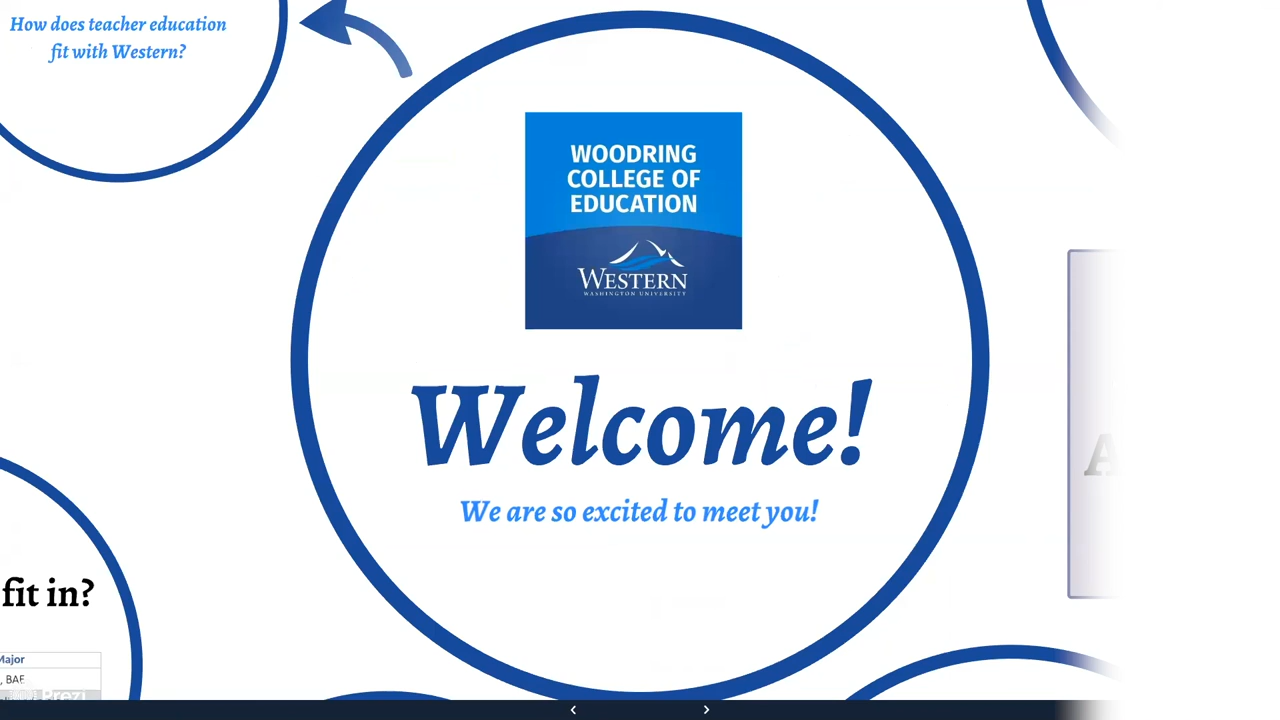 How does teacher education
fit with Western?
WOODRING
COLLEGE OF
EDUCATION
WESTERN
WASHINGTON UNIVERSITY
Welcome!
We are so excited to meet you!
fit in?
Major
, BAE
Prezi
A